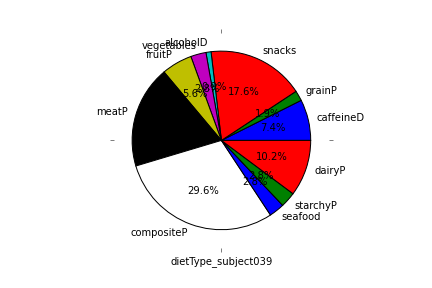 alcoholD
vegetables
fruitP
snacks
grainP
caffeineD
meatP
17.6%
5.6%
1.9%
7.4%
10.2%
dairyP
29.6%
starchyP
seafood
compositeP
dietType_subject039